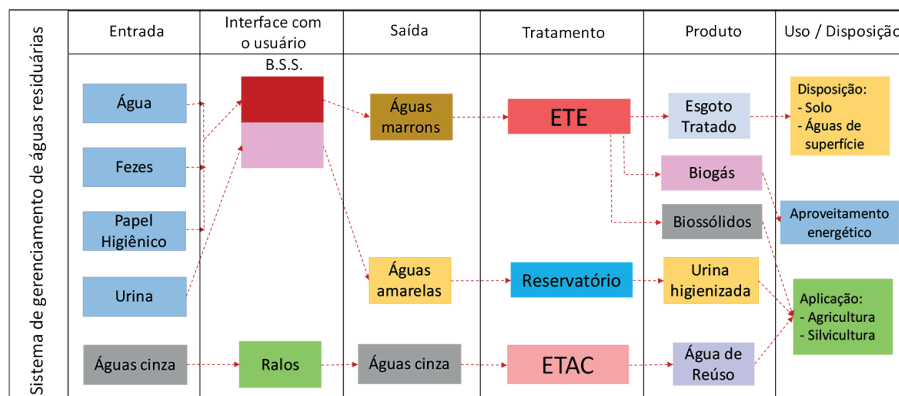 Sistema de gerenciamento de águas residuárias
Entrada
Interface com
o usuário
Saída
Tratamento
Produto
Uso / Disposição
B.S.S.
Água
Fezes
Papel
Higiênico
Urina
Águas cinza
Ralos
Águas
marrons
Águas
amarelas
Águas cinza
ETE
Reservatório
ETAC
Esgoto
Tratado
Biogás
Biossólidos
Urina
higienizada
Água de
Reúso
Disposição:
- Solo
- Águas de
superfície
Aproveitamento
energético
Aplicação:
- Agricultura
- Silvicultura